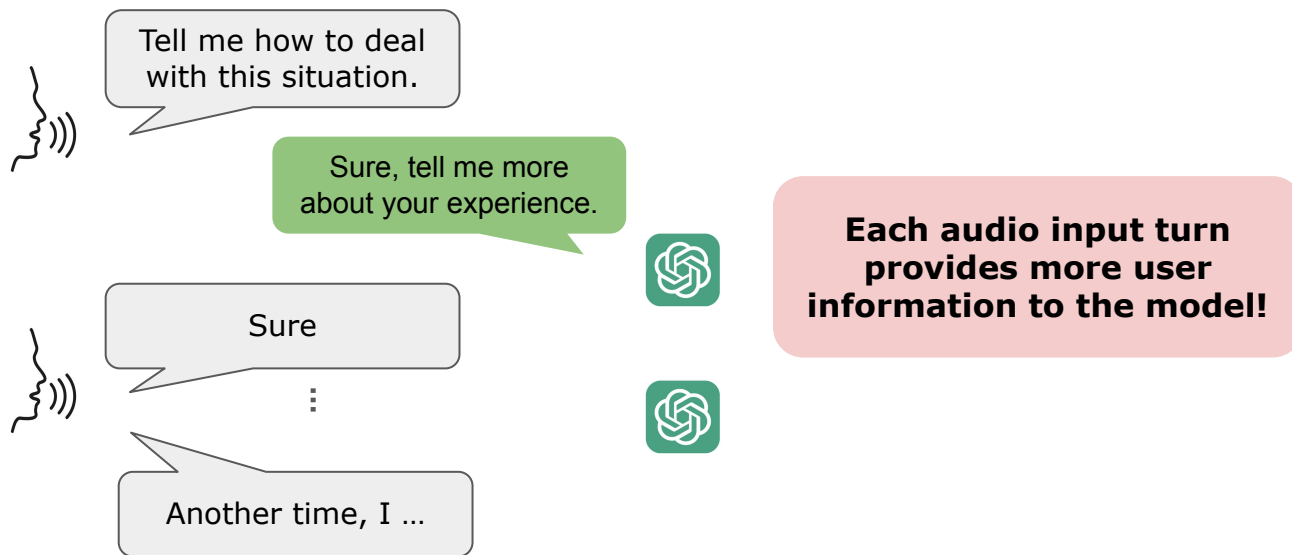 Tell me how to deal
with this situation.
Sure, tell me more
about your experience.
Each audio input turn
provides more user
information to the model!
Sure
...
Another time, I ...